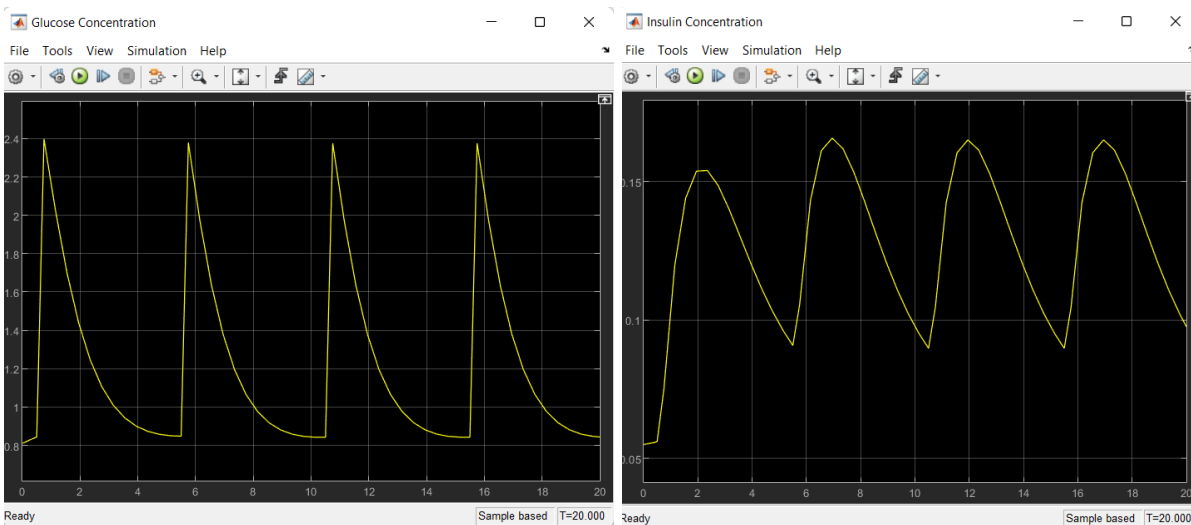 Glucose Concentration
File Tools View Simulation Help
2.4
2.2
2
1.8
1.6
1.4
1.2
1
0.8
0 2 4 6 8 10 12 14 16 18 20
Ready Sample based T=20.000
Insulin Concentration
File Tools View Simulation Help
0.15
0.1
0.05
0 2 4 6 8 10 12 14 16 18 20
Ready Sample based T=20.000